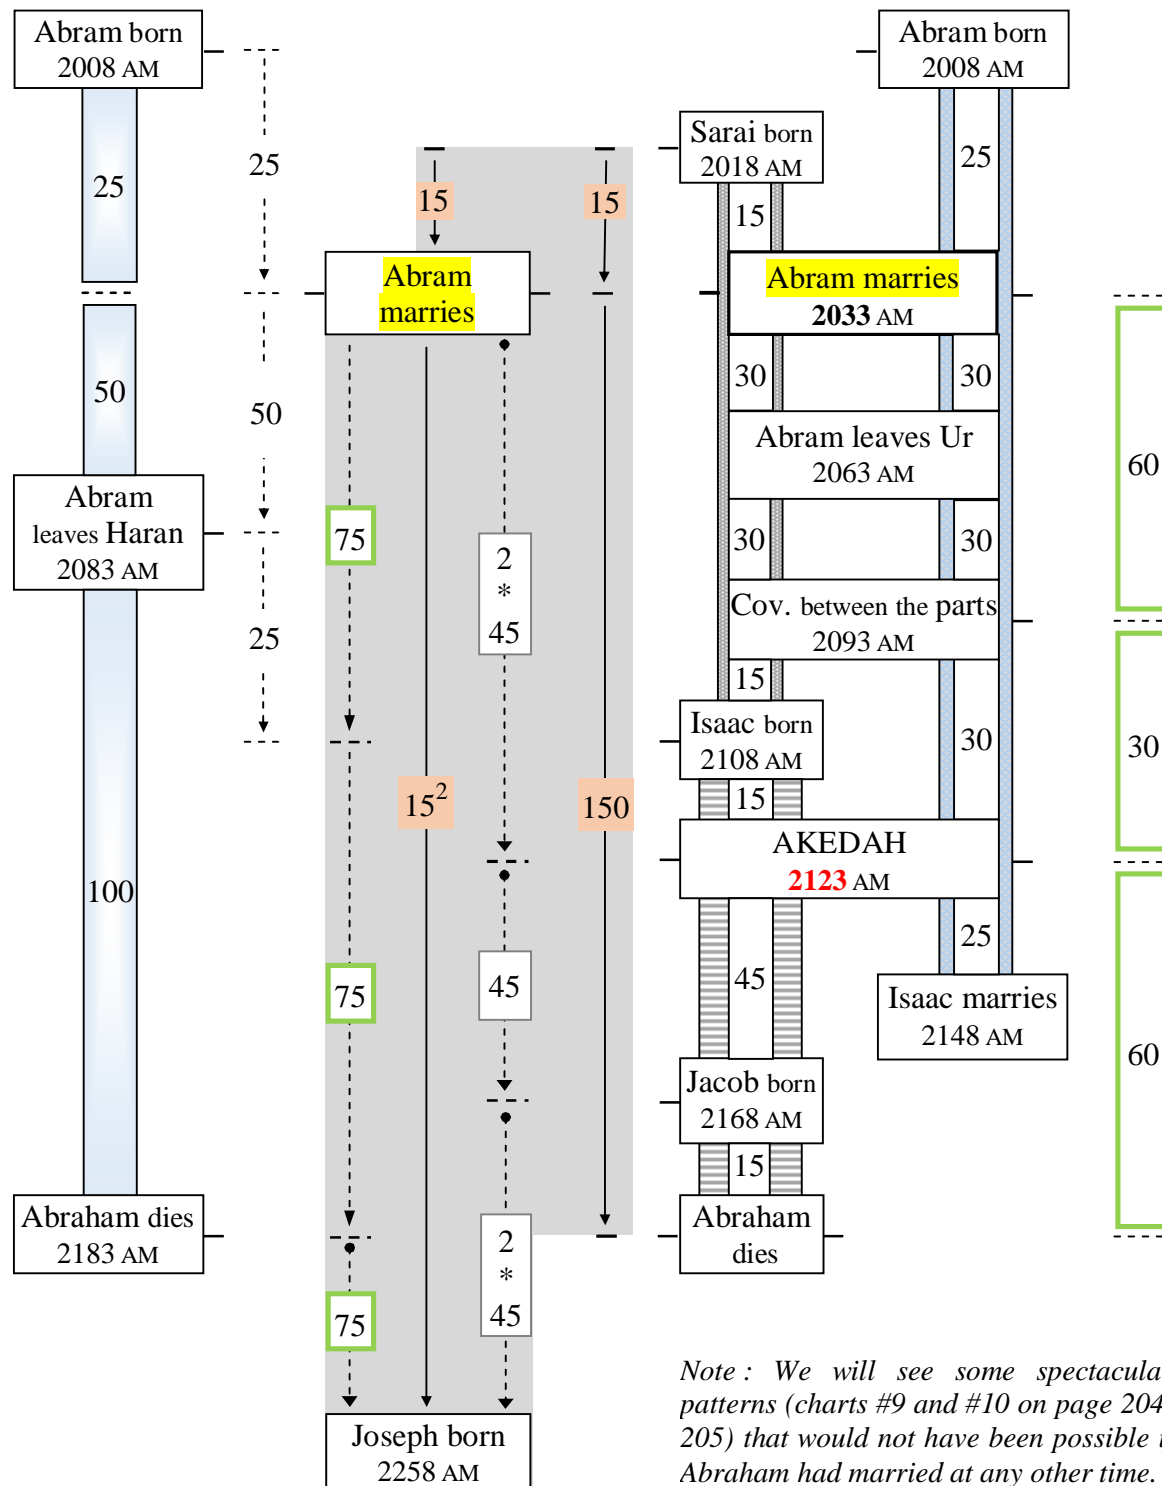 Abram born
2008 AM
Abram born
2008 AM
Sarai born
2018 AM
25
25
25
15
15
15
Abram
marries
Abram marries
2033 AM
50
50
30
30
60
Abram leaves Ur
2063 AM
Abram
leaves Haran
2083 AM
75
2
*
45
30
30
25
Cov. between the parts
2093 AM
15
Isaac born
2108 AM
30
30
15²
150
15
AKEDAH
2123 AM
100
75
45
45
25
Isaac marries
2148 AM
60
Jacob born
2168 AM
15
Abraham dies
2183 AM
Abraham
dies
2
*
45
75
Joseph born
2258 AM
Note : We will see some
patterns (charts #9 and #10 on page 204
205) that would not have been possible
Abraham had married at any other time.